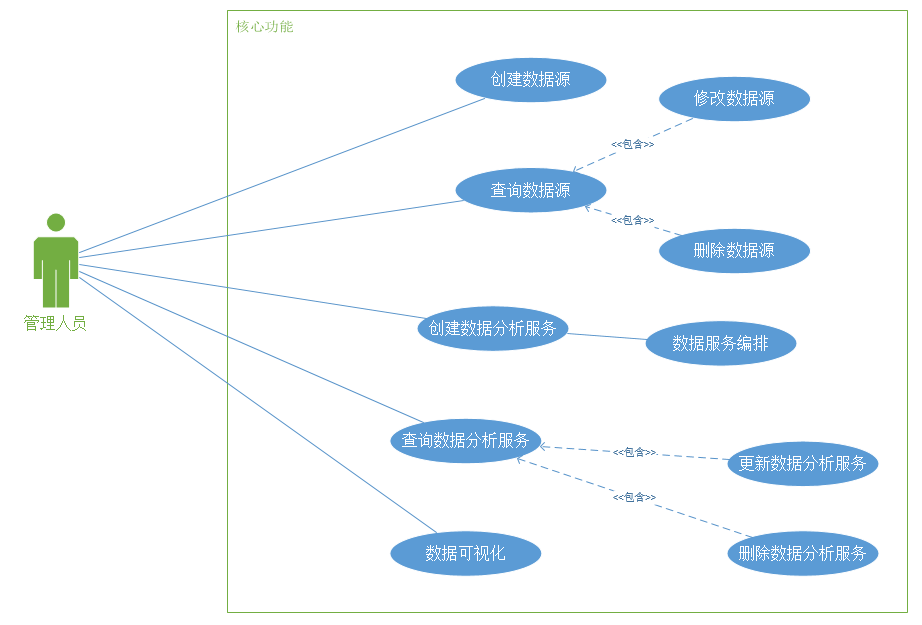 核心功能
创建数据源
修改数据源
<<包含>>
查询数据源
<<包含>>
删除数据源
管理人员
创建数据分析服务
数据服务编排
查询数据分析服务
<<包含>>
更新数据分析服务
<<包含>>
数据可视化
删除数据分析服务